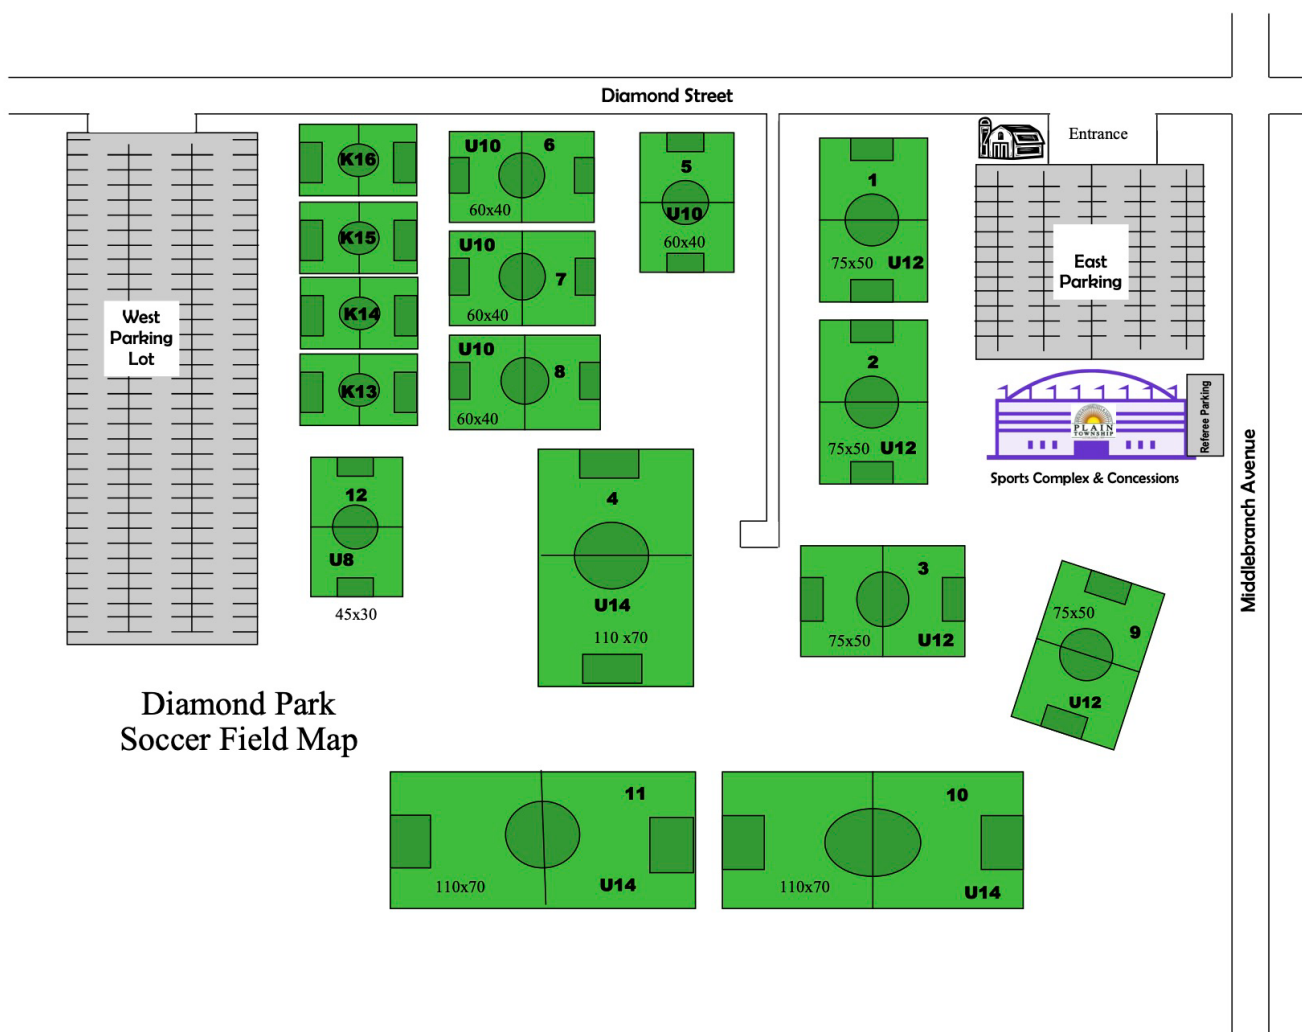 Diamond Street
Entrance
K16
K15
K14
K13
U10
6
60x40
U10
7
60x40
U10
8
60x40
5
U10
60x40
1
75x50
U12
2
75x50
U12
East
Parking
West
Parking
Lot
PLAIN
TOWNSHIP
Referee Parking
Sports Complex & Concessions
Middlebranch Avenue
12
U8
45x30
4
U14
110 x70
3
75x50
U12
75x50
9
U12
Diamond Park
Soccer Field Map
11
110x70
U14
10
110x70
U14